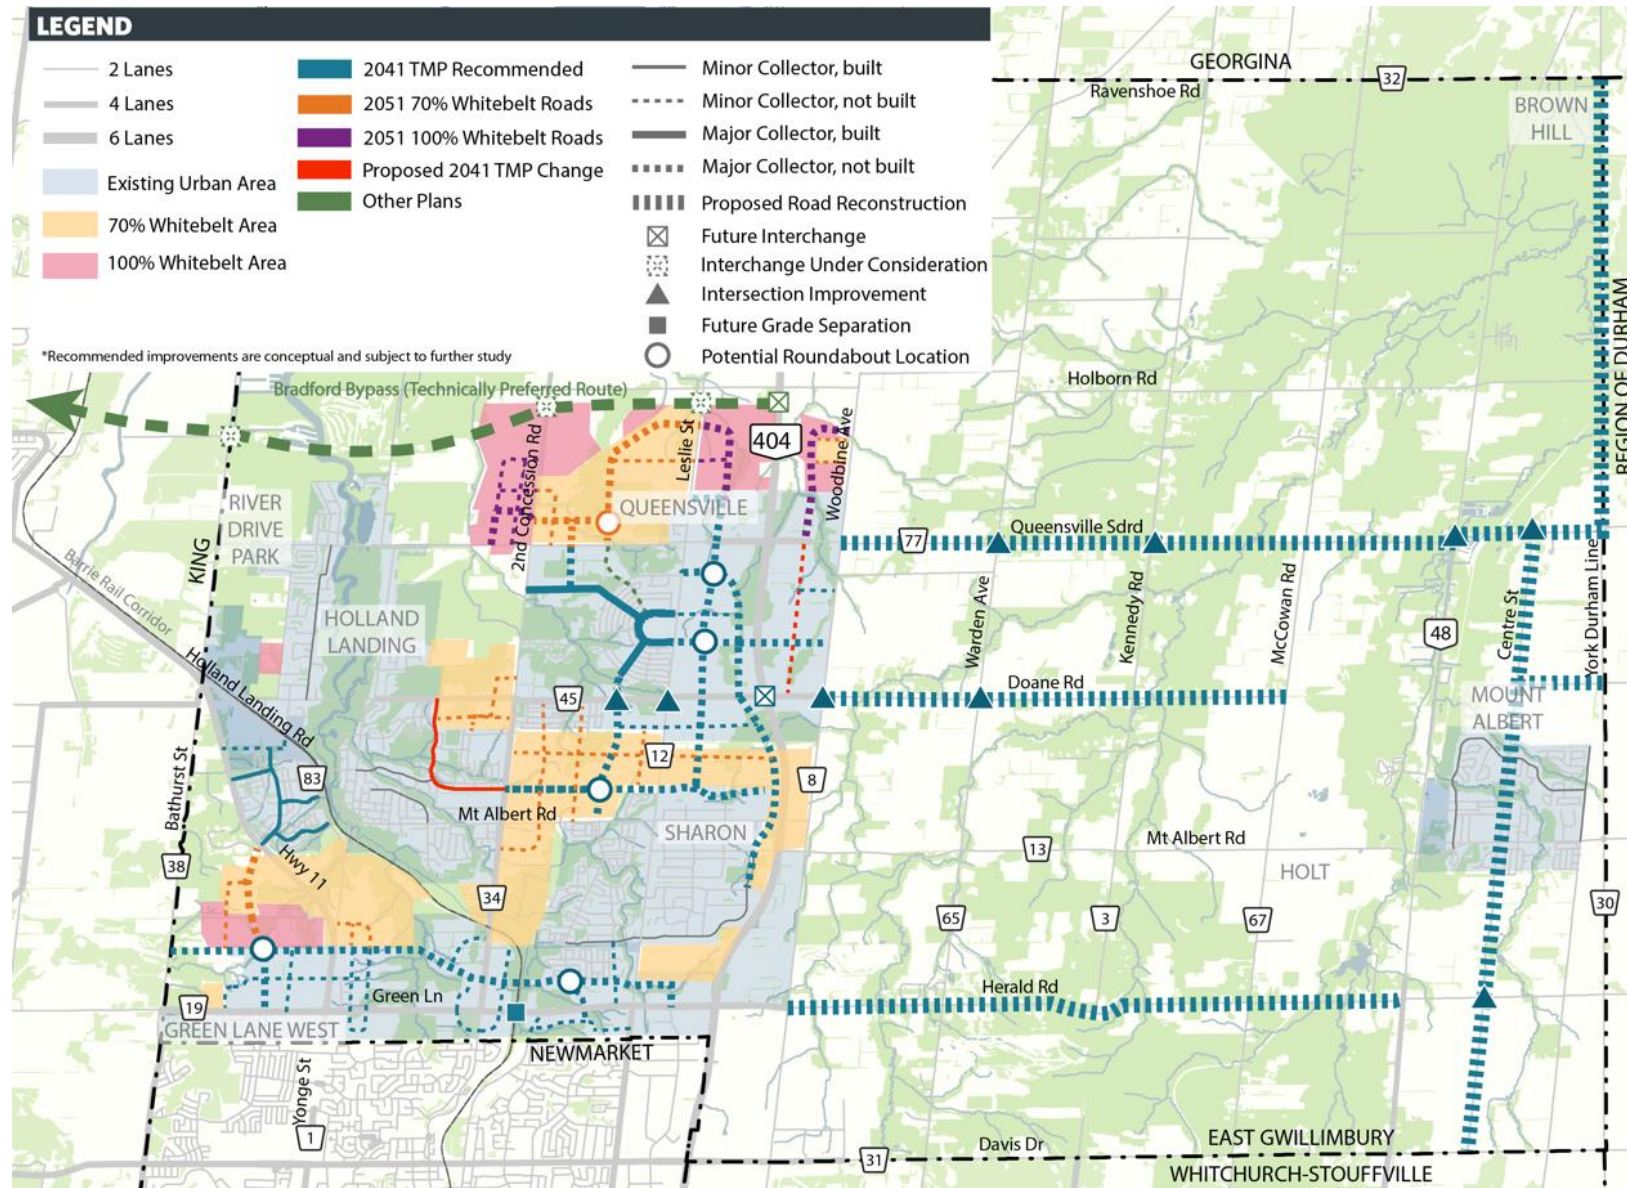 LEGEND
2 Lanes
4 Lanes
6 Lanes
Existing Urban Area
70% Whitebelt Area
100% Whitebelt Area
2041 TMP Recommended
2051 70% Whitebelt Roads
2051 100% Whitebelt Roads
Proposed 2041 TMP Change
Other Plans
Minor Collector, built
Minor Collector, not built
Major Collector, built
Major Collector, not built
Proposed Road Reconstruction
Future Interchange
Interchange Under Consideration
Intersection Improvement
Future Grade Separation
Potential Roundabout Location
*Recommended improvements are conceptual and subject to further study
GEORGINA
32
Ravenshoe Rd
BROWN
HILL
REGION OF DURHAM
Bradford Bypass (Technically Preferred Route)
Holborn Rd
KING
2nd Concession Rd
Leslie St
404
Woodbine Ave
RIVER
DRIVE
PARK
QUEENSVILLE
77
Queensville Sdrd
Barrie Rail Corridor
HOLLAND
LANDING
Warden Ave
Kennedy Rd
McCowan Rd
48
Centre St
York Durham Line
Holland Landing Rd
45
Doane Rd
MOUNT
ALBERT
Bathurst St
83
12
8
Mt Albert Rd
SHARON
13
Mt Albert Rd
HOLT
38
Hwy 11
34
65
3
67
30
19
Green Ln
Herald Rd
GREEN LANE WEST
NEWMARKET
Yonge St
1
31
Davis Dr
EAST GWILLIMBURY
WHITCHURCH-STOUFFVILLE